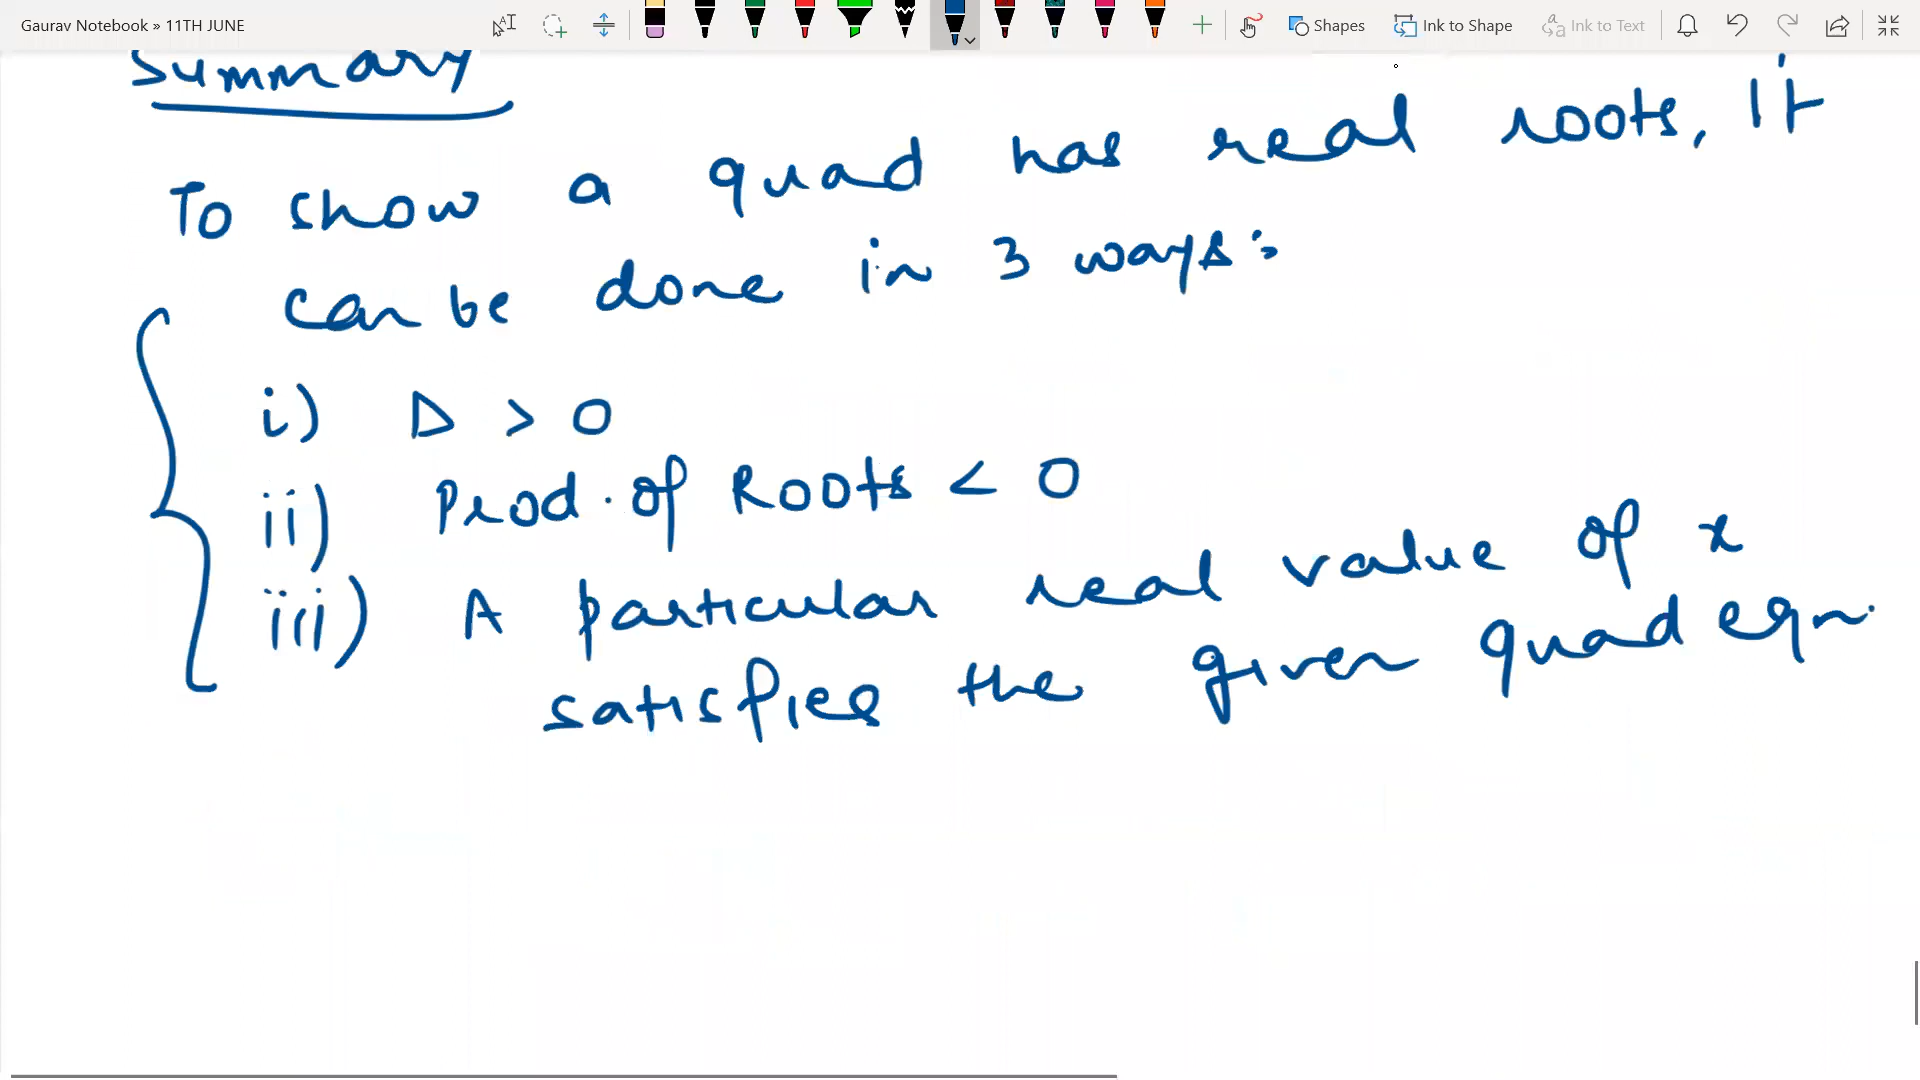 Gaurav Notebook » 11TH JUNE
Shapes
Ink to Shape
Ink to Text
Summary
To show a quad has real roots, it
can be done in 3 ways:
i) D > 0
ii) Prod. of Roots < 0
iii) A particular real value of x
satisfies the given quad eqn.